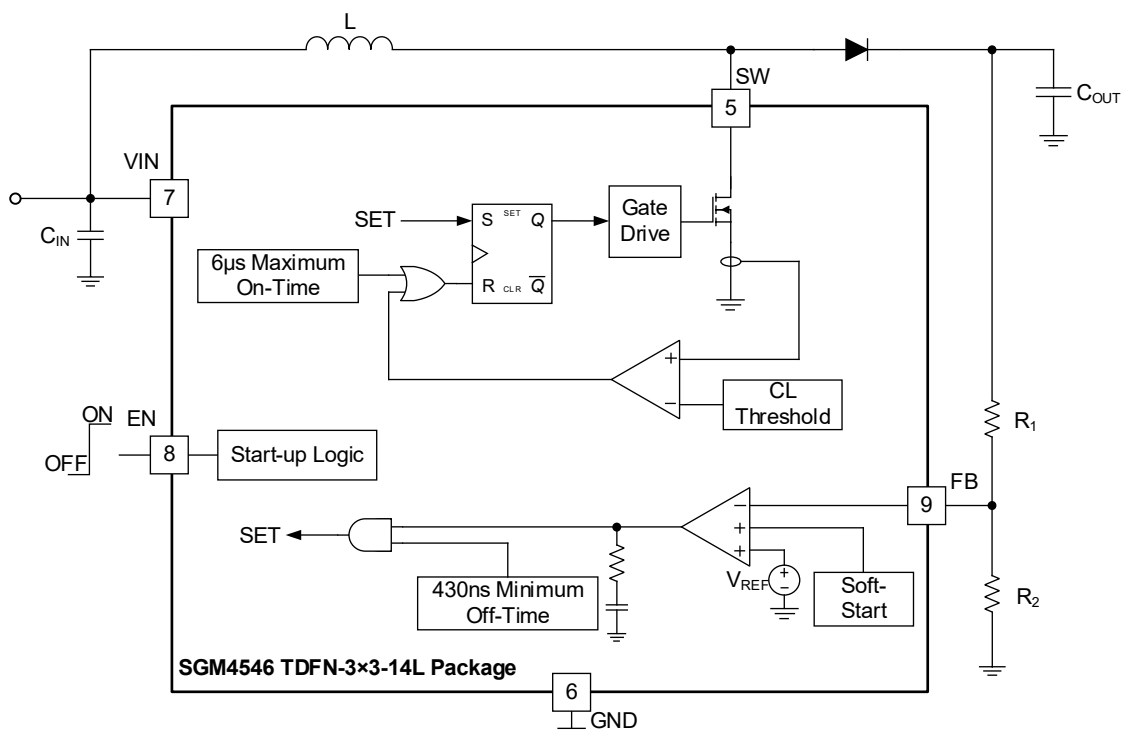 L
SW
5
C_OUT
VIN
7
C_IN
SET
S SET Q
R CLR Q̅
Gate
Drive
6µs Maximum
On-Time
+
−
CL
Threshold
R₁
ON
OFF
EN
8
Start-up Logic
FB
9
−
+
+
SET
430ns Minimum
Off-Time
V_REF
+
−
Soft-
Start
R₂
SGM4546 TDFN-3×3-14L Package
6
GND